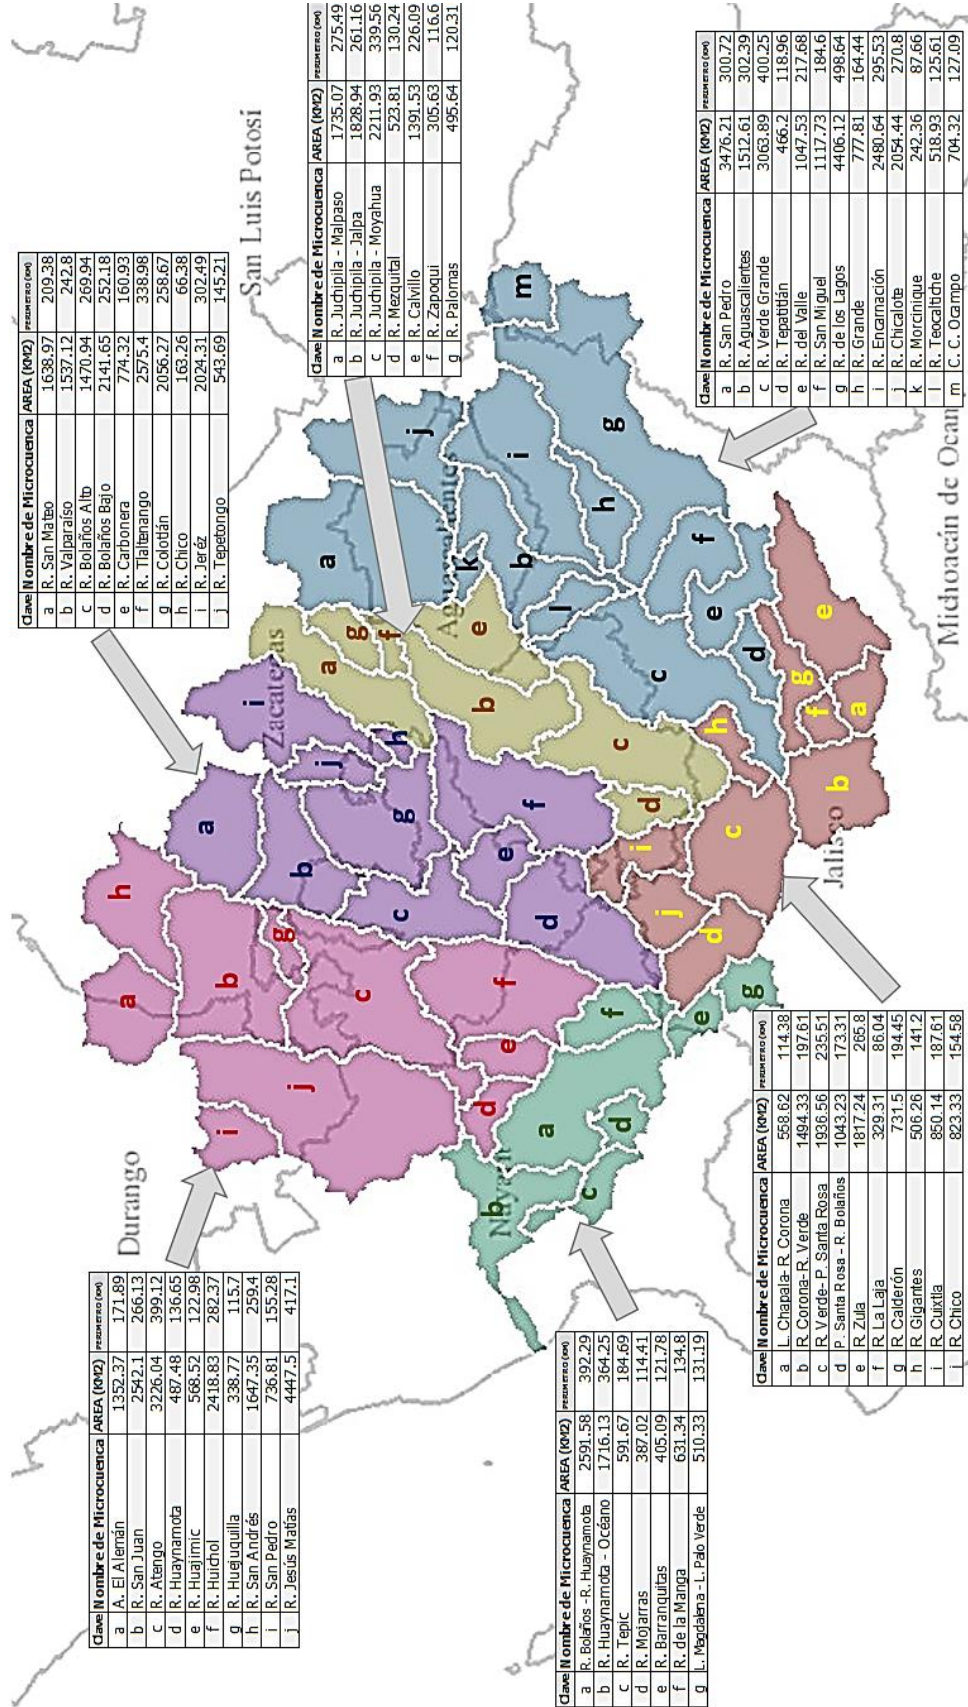 Clave Nombre de Microcuenca AREA (KM2) PERIMETRO (KM)
a A. El Alemán 1352.37 171.89
b R. San Juan 2542.1 266.13
c R. Atengo 3226.04 399.12
d R. Huaynamota 487.48 136.65
e R. Huajimic 568.52 122.98
f R. Huichol 2418.83 282.37
g R. Huejuquilla 338.77 115.7
h R. San Andrés 1647.35 259.4
i R. San Pedro 736.81 155.28
j R. Jesús Matías 4447.5 417.1
Clave Nombre de Microcuenca AREA (KM2) PERIMETRO (KM)
a R. San Mateo 1638.97 209.38
b R. Valparaíso 1537.12 242.8
c R. Bolaños Alto 1470.94 269.94
d R. Bolaños Bajo 2141.65 252.18
e R. Carbonera 774.32 160.93
f R. Tlaltenango 2575.4 338.98
g R. Colotlán 2056.27 258.67
h R. Chico 163.26 66.38
i R. Jeréz 2024.31 302.49
j R. Tepetongo 543.69 145.21
Clave Nombre de Microcuenca AREA (KM2) PERIMETRO (KM)
a R. Juchipila - Malpaso 1735.07 275.49
b R. Juchipila - Jalpa 1828.94 261.16
c R. Juchipila - Moyahua 2211.93 339.56
d R. Mezquital 523.81 130.24
e R. Calvillo 1391.53 226.09
f R. Zapoqui 305.63 116.6
g R. Palomas 495.64 120.31
Durango
San Luis Potosí
Zacatecas
Aguascalientes
Nayarit
Jalisco
Michoacán de Ocam
a
h
b
g
c
i
j
f
e
d
a
i
j
b
h
g
c
f
e
d
a
g
f
b
e
c
d
a
j
k
i
b
l
h
g
c
f
e
d
m
b
a
f
d
c
e
g
i
h
j
g
e
c
d
f
b
a
Clave Nombre de Microcuenca AREA (KM2) PERIMETRO (KM)
a R. Bolaños - R. Huaynamota 2591.58 392.29
b R. Huaynamota - Océano 1716.13 364.25
c R. Tepic 591.67 184.69
d R. Mojarras 387.02 114.41
e R. Barranquitas 405.09 121.78
f R. de la Manga 631.34 134.8
g L. Magdalena - L. Palo Verde 510.33 131.19
Clave Nombre de Microcuenca AREA (KM2) PERIMETRO (KM)
a L. Chapala- R. Corona 558.62 114.38
b R. Corona- R. Verde 1494.33 197.61
c R. Verde- P. Santa Rosa 1936.56 235.51
d P. Santa Rosa - R. Bolaños 1043.23 173.31
e R. Zula 1817.24 265.8
f R. La Laja 329.31 86.04
g R. Calderón 731.5 194.45
h R. Gigantes 506.26 141.2
i R. Cuixtla 850.14 187.61
j R. Chico 823.33 154.58
Clave Nombre de Microcuenca AREA (KM2) PERIMETRO (KM)
a R. San Pedro 3476.21 300.72
b R. Aguascalientes 1512.61 302.39
c R. Verde Grande 3063.89 400.25
d R. Tepatitlán 466.2 118.96
e R. del Valle 1047.53 217.68
f R. San Miguel 1117.73 184.6
g R. de los Lagos 4406.12 498.64
h R. Grande 777.81 164.44
i R. Encarnación 2480.64 295.53
j R. Chicalote 2054.44 270.8
k R. Morcinique 242.36 87.66
l R. Teocaltiche 518.93 125.61
m C. C. Ocampo 704.32 127.09